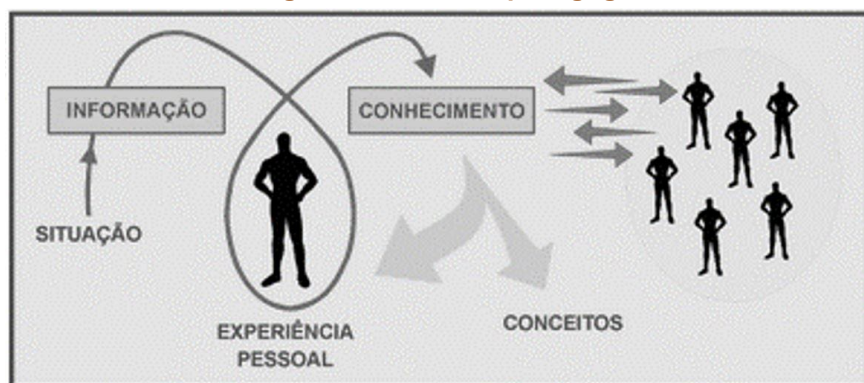 INFORMAÇÃO
CONHECIMENTO
SITUAÇÃO
EXPERIÊNCIA
PESSOAL
CONCEITOS